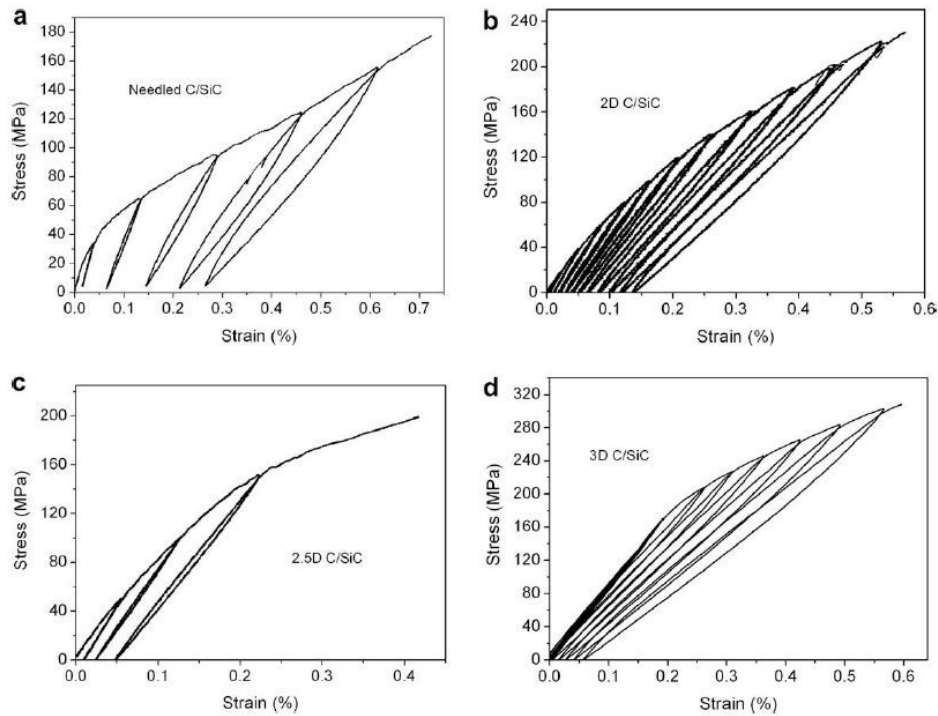 a
180
160
140
120
100
80
60
40
20
0
Stress (MPa)
Needled C/SiC
0.0 0.1 0.2 0.3 0.4 0.5 0.6 0.7
Strain (%)
b
240
200
160
120
80
40
0
Stress (MPa)
2D C/SiC
0.0 0.1 0.2 0.3 0.4 0.5 0.6
Strain (%)
c
200
160
120
80
40
0
Stress (MPa)
2.5D C/SiC
0.0 0.1 0.2 0.3 0.4
Strain (%)
d
320
280
240
200
160
120
80
40
0
Stress (MPa)
3D C/SiC
0.0 0.1 0.2 0.3 0.4 0.5 0.6
Strain (%)